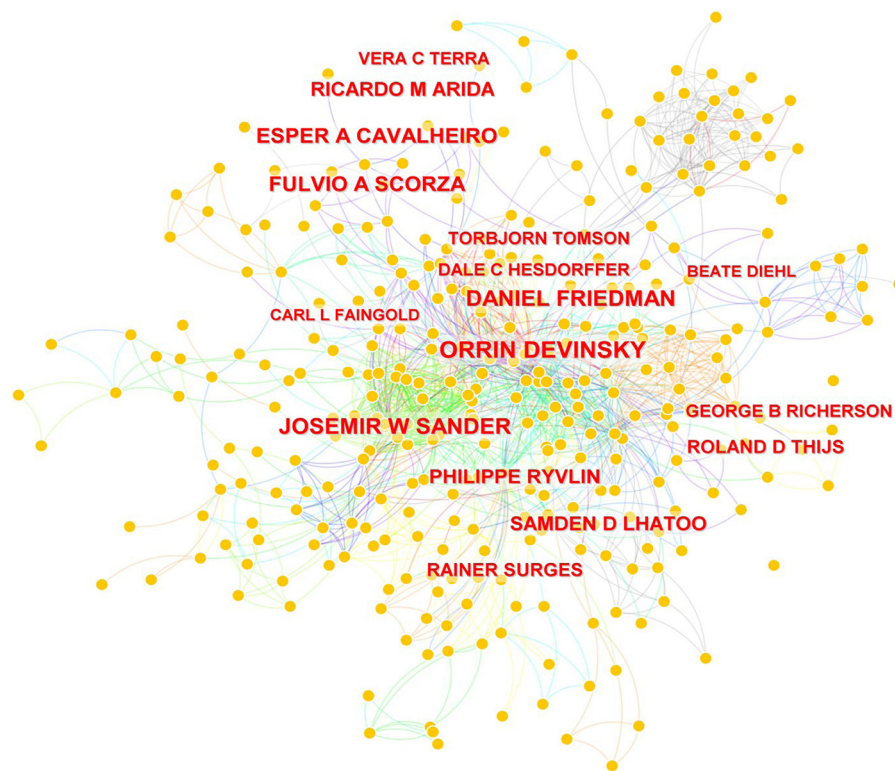 VERA C TERRA
RICARDO M ARIDA
ESPER A CAVALHEIRO
FULVIO A SCORZA
TORBJORN TOMSON
DALE C HESDORFFER
BEATE DIEHL
DANIEL FRIEDMAN
CARL L FAINGOLD
ORRIN DEVINSKY
GEORGE B RICHERSON
JOSEMIR W SANDER
ROLAND D THIJS
PHILIPPE RYVLIN
SAMDEN D LHATOO
RAINER SURGES